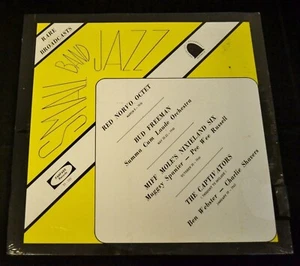 RARE
BROADCASTS
SMALL BAND JAZZ
RED NORVO OCTET
BUD FREEMAN
Summa Cum Laude Orchestra
MIFF MOLE'S NIXIELAND SIX
Muggsy Spanier - Pee Wee Russell
THE CAPTIVATORS
Ben Webster - Charlie Shavers